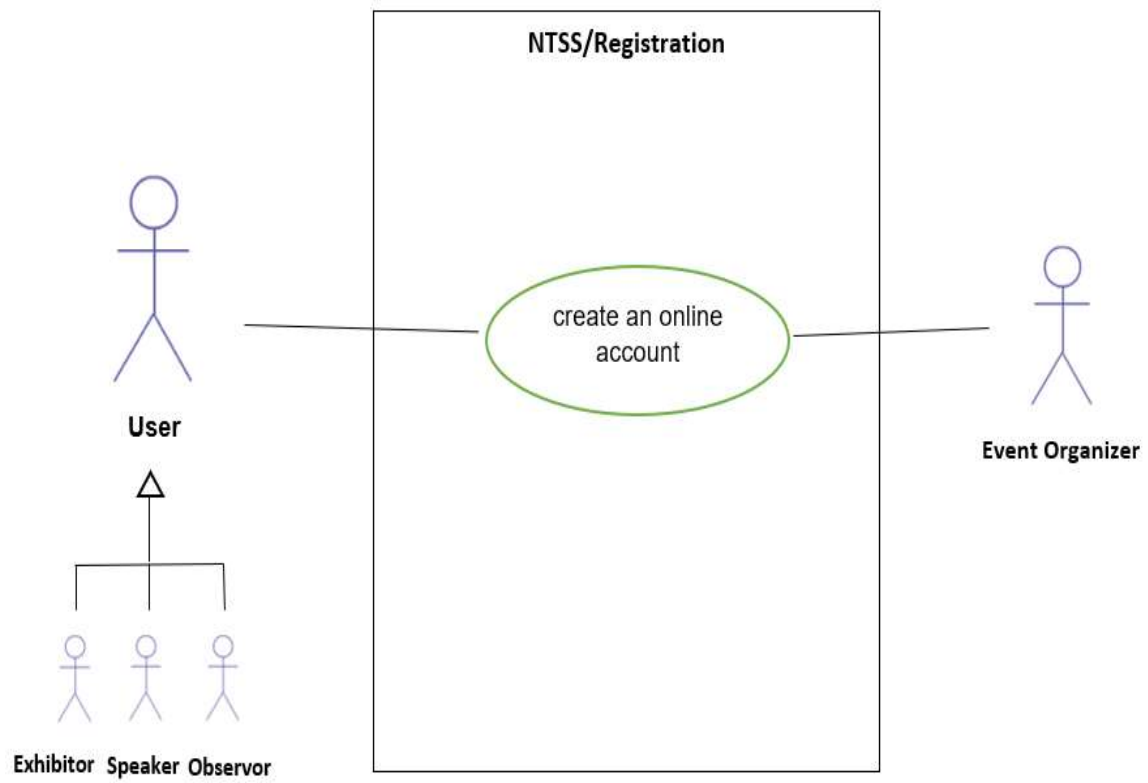 NTSS/Registration
create an online
account
User
Event Organizer
Exhibitor Speaker Observor